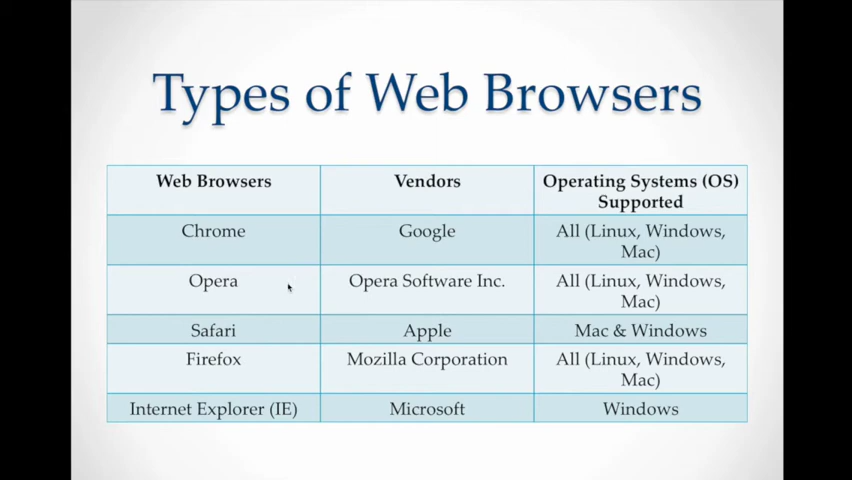 Types of Web Browsers
Web Browsers Vendors Operating Systems (OS)
Supported
Chrome Google All (Linux, Windows,
Mac)
Opera Opera Software Inc. All (Linux, Windows,
Mac)
Safari Apple Mac & Windows
Firefox Mozilla Corporation All (Linux, Windows,
Mac)
Internet Explorer (IE) Microsoft Windows